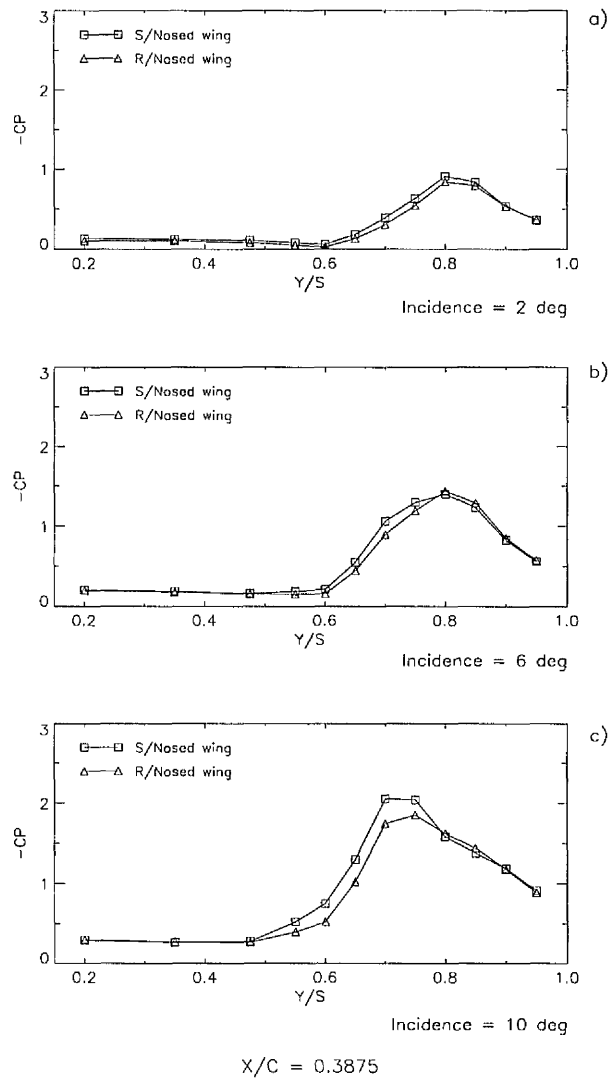 a)
3
S/Nosed wing
R/Nosed wing
2
-CP
1
0
0.2 0.4 0.6 0.8 1.0
Y/S
Incidence = 2 deg
b)
3
S/Nosed wing
R/Nosed wing
2
-CP
1
0
0.2 0.4 0.6 0.8 1.0
Y/S
Incidence = 6 deg
c)
3
S/Nosed wing
R/Nosed wing
2
-CP
1
0
0.2 0.4 0.6 0.8 1.0
Y/S
Incidence = 10 deg
X/C = 0.3875